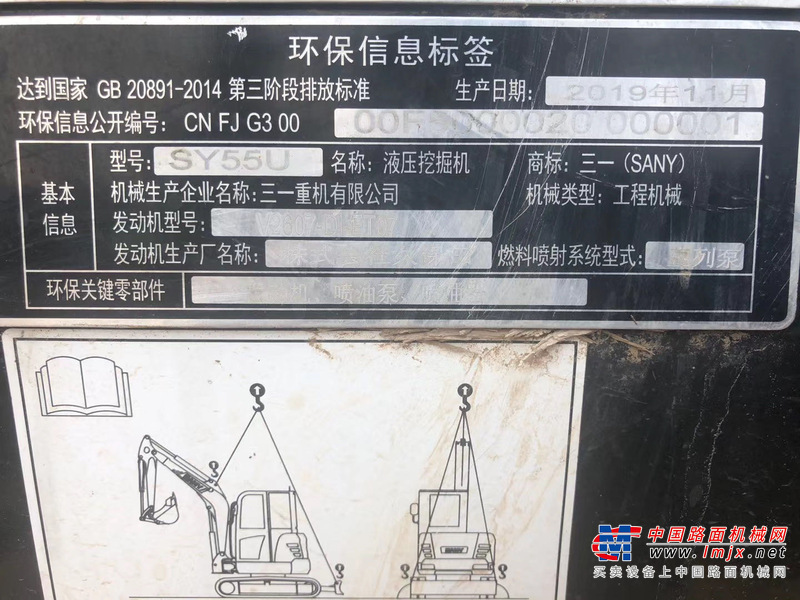 环保信息标签
达到国家 GB 20891-2014 第三阶段排放标准 生产日期: 2019年11月
环保信息公开编号: CN FJ G3 00 000001
型号: SY55U 名称: 液压挖掘机 商标: 三一 (SANY)
基本信息
机械生产企业名称: 三一重机有限公司 机械类型: 工程机械
发动机型号:
发动机生产厂名称: 燃料喷射系统型式: 列泵
环保关键零部件 机、喷油泵、
中国路面机械网
www.lmjx.net
买卖设备上中国路面机械网